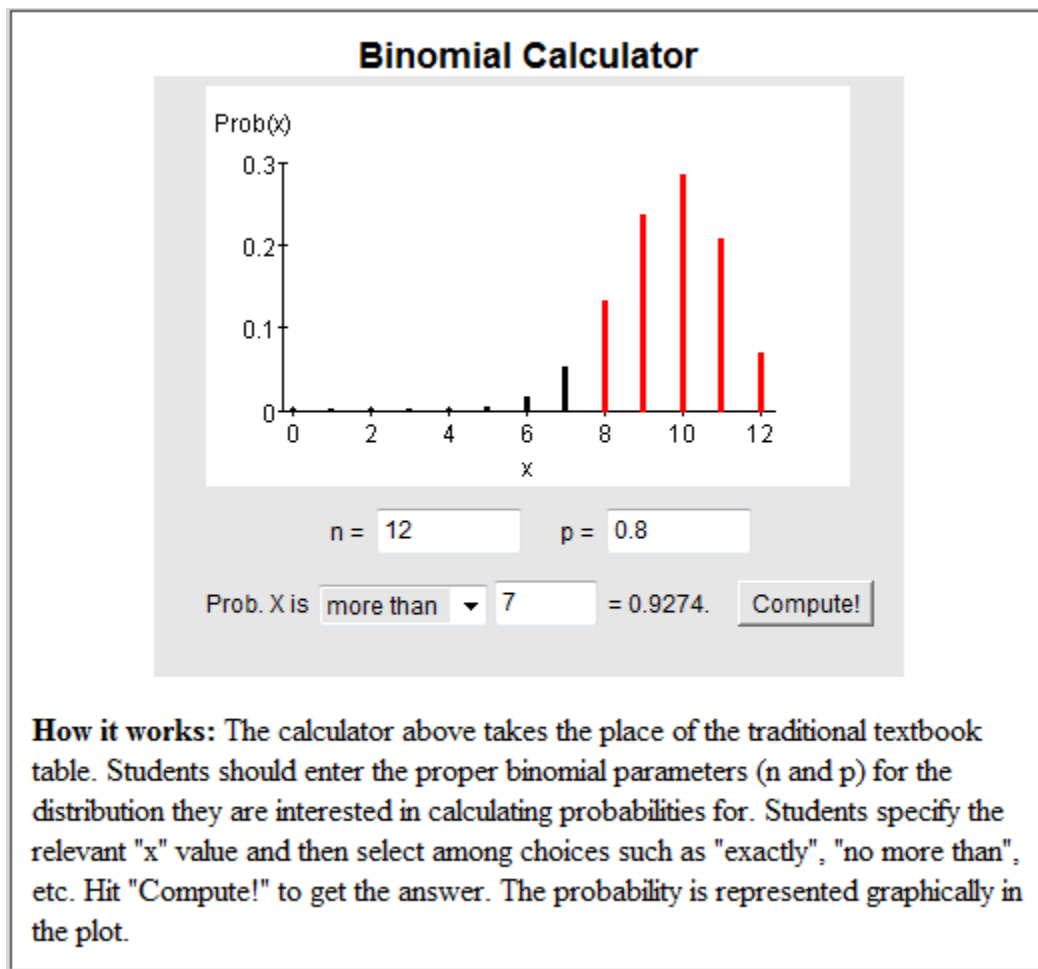 Binomial Calculator
Prob(x)
0.3
0.2
0.1
0
0 2 4 6 8 10 12
x
n = 12 p = 0.8
Prob. X is more than 7 = 0.9274. Compute!
How it works: The calculator above takes the place of the traditional textbook
table. Students should enter the proper binomial parameters (n and p) for the
distribution they are interested in calculating probabilities for. Students specify the
relevant "x" value and then select among choices such as "exactly", "no more than",
etc. Hit "Compute!" to get the answer. The probability is represented graphically in
the plot.